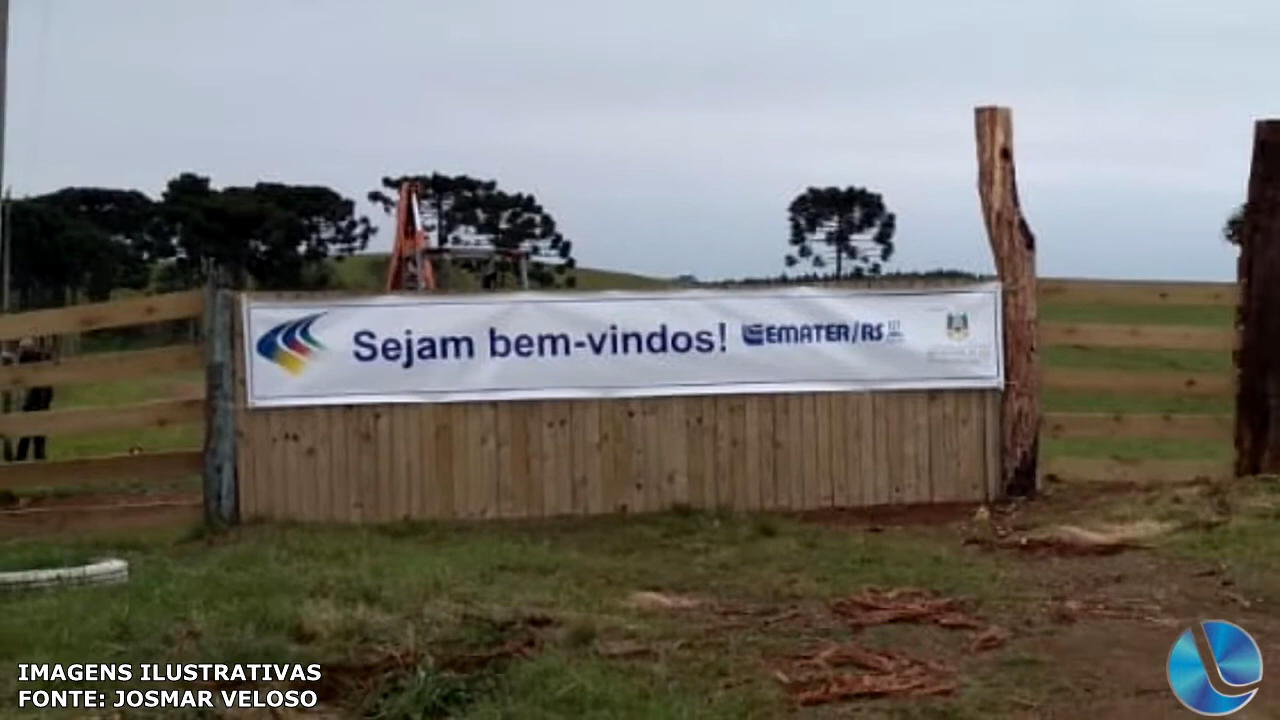 Sejam bem-vindos!
EMATER/RS
IMAGENS ILUSTRATIVAS
FONTE: JOSMAR VELOSO